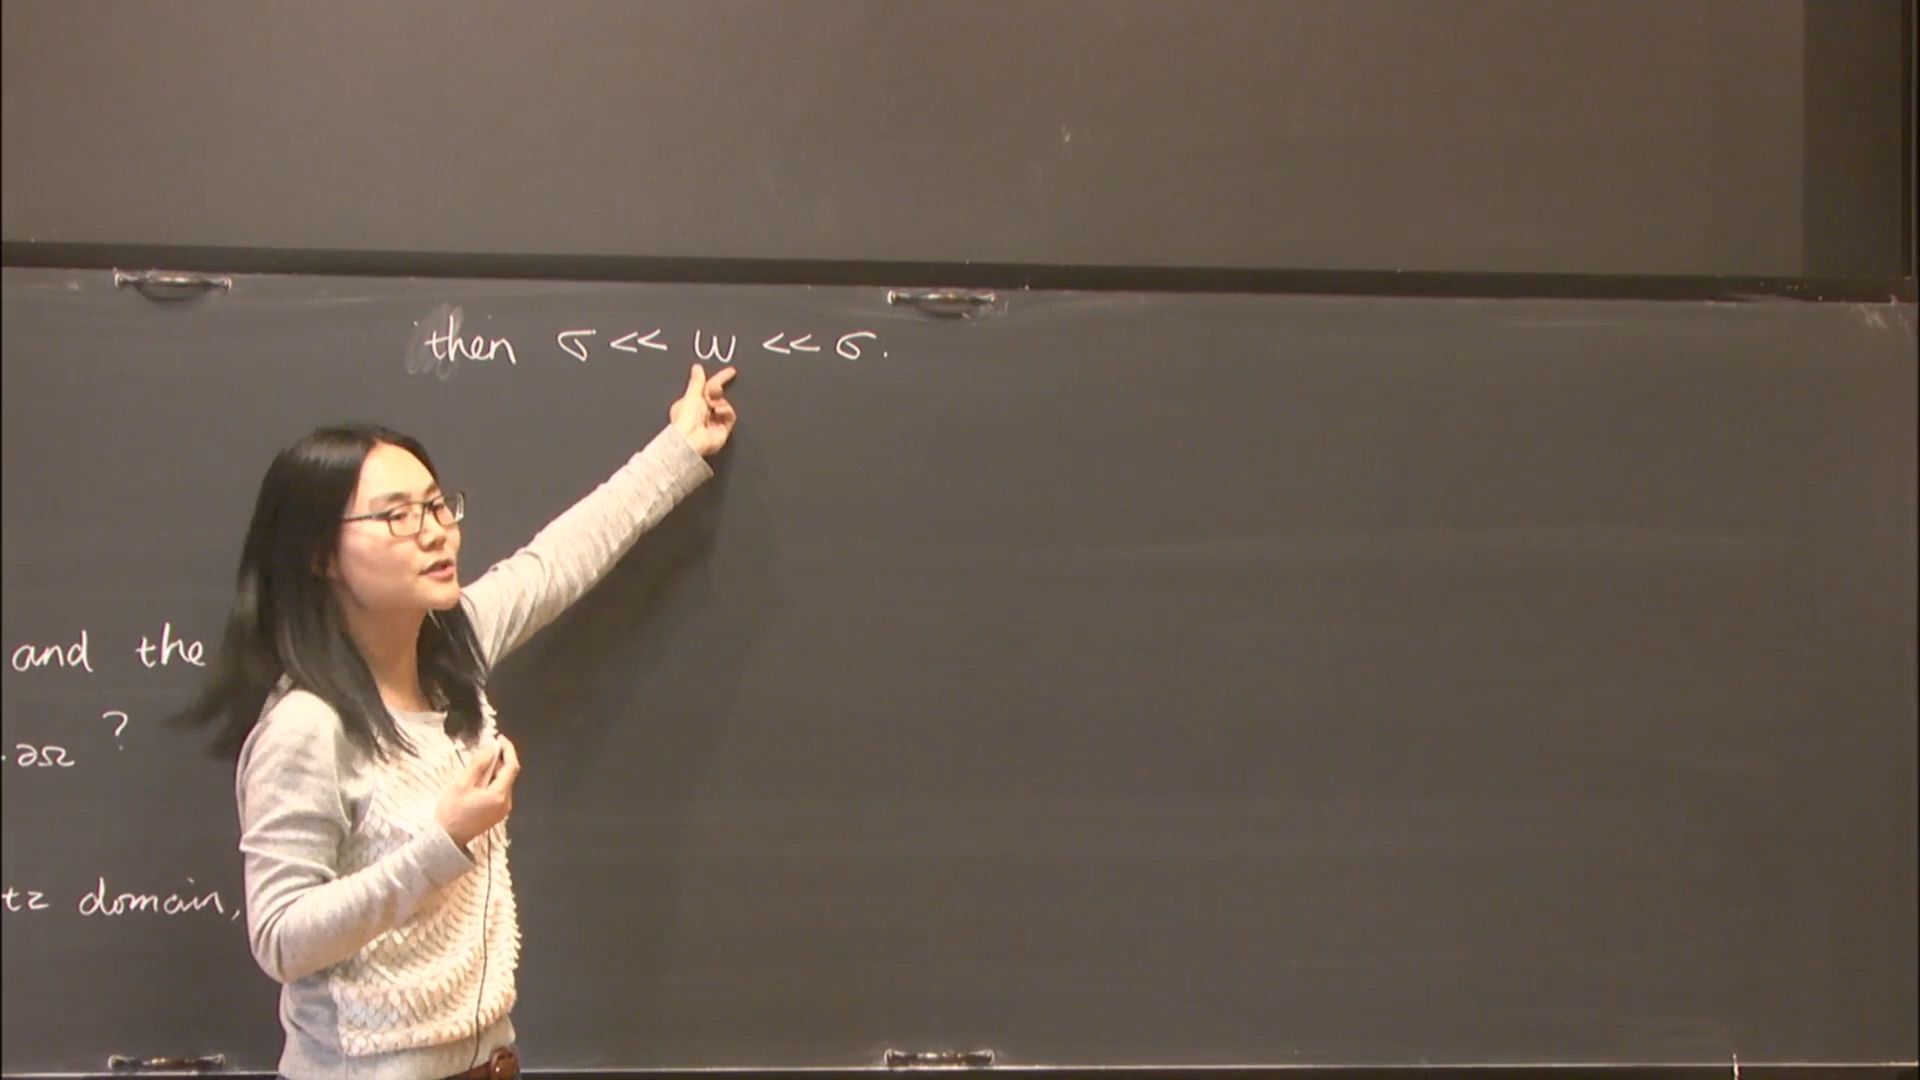 then σ << ω << σ.
and the
∂Ω ?
tz domain,